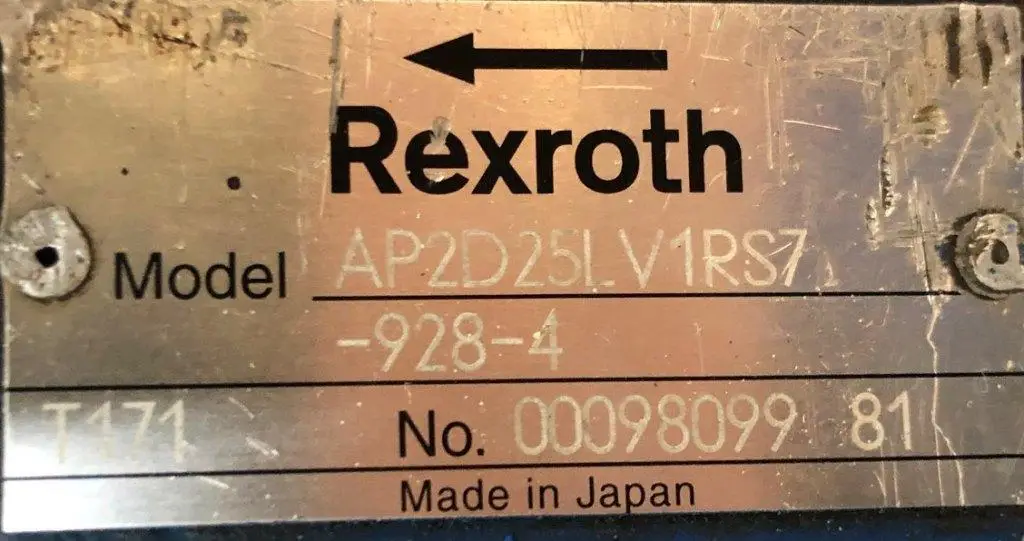 Rexroth
Model AP2D25LV1RS7
-928-4
T171 No. 00098099 81
Made in Japan